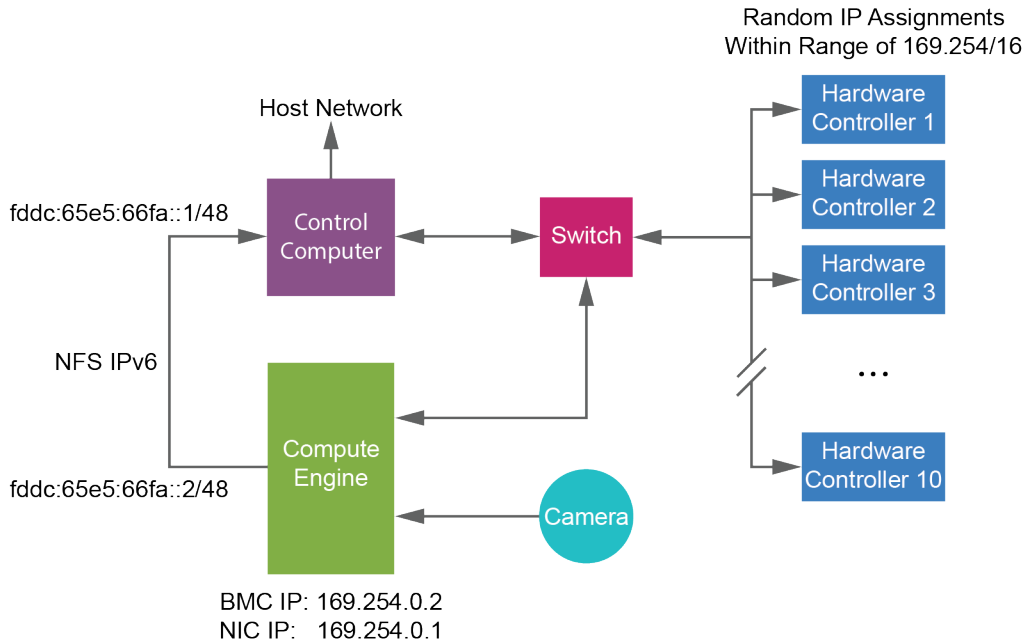 Random IP Assignments
Within Range of 169.254/16
Hardware
Controller 1
Host Network
Hardware
Controller 2
fddc:65e5:66fa::1/48
Control
Computer
Switch
Hardware
Controller 3
NFS IPv6
...
Compute
Engine
Hardware
Controller 10
fddc:65e5:66fa::2/48
Camera
BMC IP: 169.254.0.2
NIC IP: 169.254.0.1